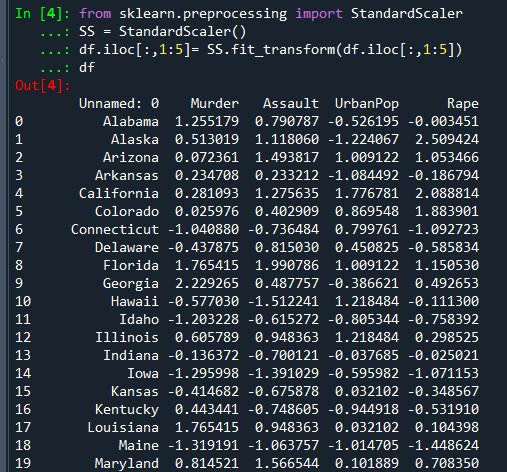 In [4]: from sklearn.preprocessing import StandardScaler
...: SS = StandardScaler()
...: df.iloc[:,1:5]= SS.fit_transform(df.iloc[:,1:5])
...: df
Out[4]:
Unnamed: 0 Murder Assault UrbanPop Rape
0 Alabama 1.255179 0.790787 -0.526195 -0.003451
1 Alaska 0.513019 1.118060 -1.224067 2.509424
2 Arizona 0.072361 1.493817 1.009122 1.053466
3 Arkansas 0.234708 0.233212 -1.084492 -0.186794
4 California 0.281093 1.275635 1.776781 2.088814
5 Colorado 0.025976 0.402909 0.869548 1.883901
6 Connecticut -1.040880 -0.736484 0.799761 -1.092723
7 Delaware -0.437875 0.815030 0.450825 -0.585834
8 Florida 1.765415 1.990786 1.009122 1.150530
9 Georgia 2.229265 0.487757 -0.386621 0.492653
10 Hawaii -0.577030 -1.512241 1.218484 -0.111300
11 Idaho -1.203228 -0.615272 -0.805344 -0.758392
12 Illinois 0.605789 0.948363 1.218484 0.298525
13 Indiana -0.136372 -0.700121 -0.037685 -0.025021
14 Iowa -1.295998 -1.391029 -0.595982 -1.071153
15 Kansas -0.414682 -0.675878 0.032102 -0.348567
16 Kentucky 0.443441 -0.748605 -0.944918 -0.531910
17 Louisiana 1.765415 0.948363 0.032102 0.104398
18 Maine -1.319191 -1.063757 -1.014705 -1.448624
19 Maryland 0.814521 1.566544 0.101889 0.708350